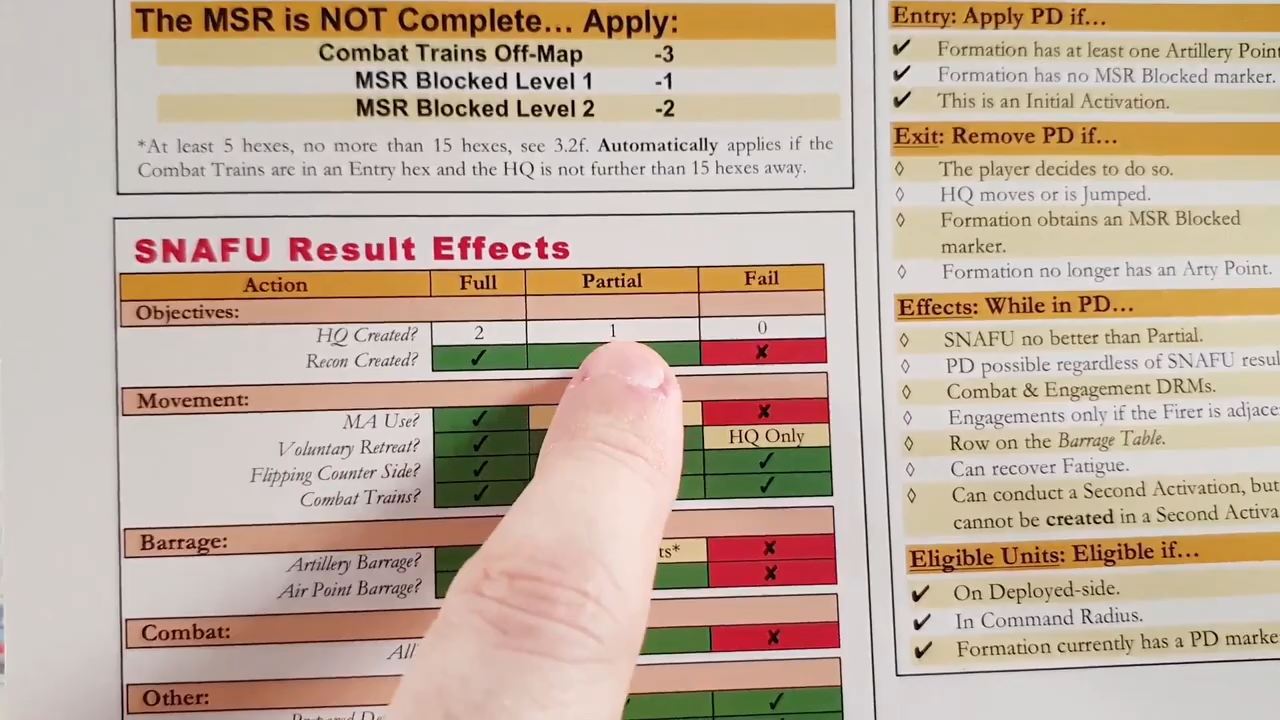 The MSR is NOT Complete... Apply:
Combat Trains Off-Map -3
MSR Blocked Level 1 -1
MSR Blocked Level 2 -2
*At least 5 hexes, no more than 15 hexes, see 3.2f. Automatically applies if the
Combat Trains are in an Entry hex and the HQ is not further than 15 hexes away.
SNAFU Result Effects
Action Full Partial Fail
Objectives:
HQ Created? 2 1 0
Recon Created? ✓ ✘
Movement:
MA Use? ✓ ✘
Voluntary Retreat? ✓ HQ Only
Flipping Counter Side? ✓ ✓
Combat Trains? ✓ ✓
Barrage:
Artillery Barrage? ts* ✘
Air Point Barrage? ✘
Combat:
All ✘
Other:
✓
Entry: Apply PD if...
✔ Formation has at least one Artillery Point
✔ Formation has no MSR Blocked marker.
✔ This is an Initial Activation.
Exit: Remove PD if...
◊ The player decides to do so.
◊ HQ moves or is Jumped.
◊ Formation obtains an MSR Blocked
marker.
◊ Formation no longer has an Arty Point.
Effects: While in PD...
◊ SNAFU no better than Partial.
◊ PD possible regardless of SNAFU resul
◊ Combat & Engagement DRMs.
◊ Engagements only if the Firer is adjace
◊ Row on the Barrage Table.
◊ Can recover Fatigue.
◊ Can conduct a Second Activation, but
cannot be created in a Second Activa
Eligible Units: Eligible if...
✔ On Deployed-side.
✔ In Command Radius.
✔ Formation currently has a PD marke